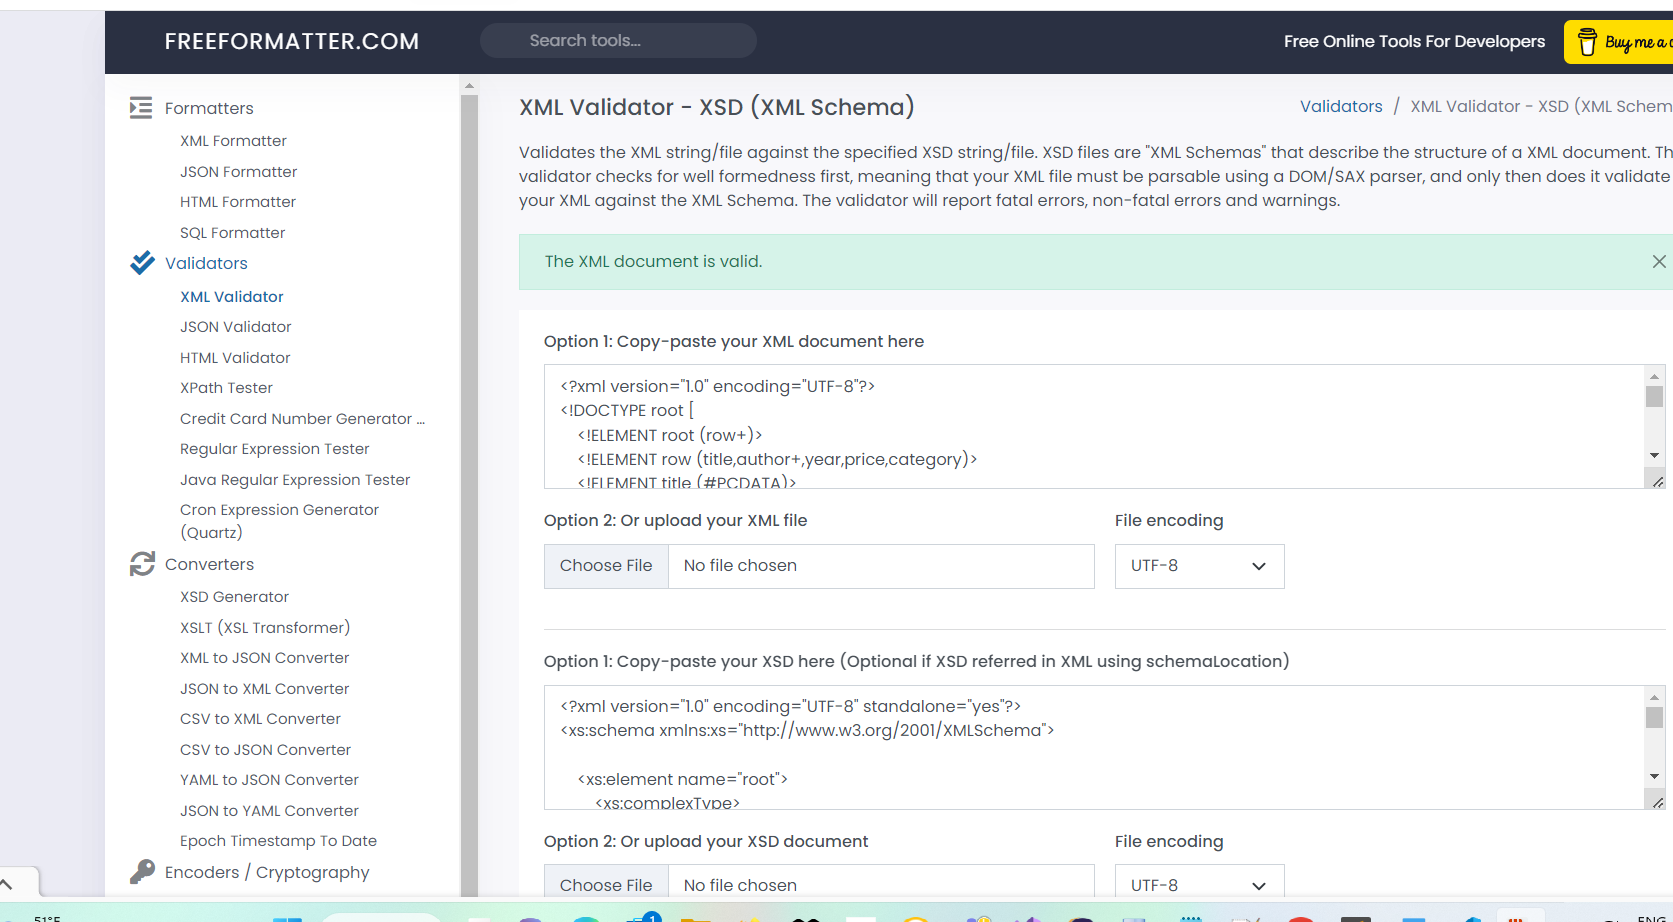 FREEFORMATTER.COM
Search tools...
Free Online Tools For Developers
Buy me a
Formatters
XML Formatter
JSON Formatter
HTML Formatter
SQL Formatter
Validators
XML Validator
JSON Validator
HTML Validator
XPath Tester
Credit Card Number Generator ...
Regular Expression Tester
Java Regular Expression Tester
Cron Expression Generator
(Quartz)
Converters
XSD Generator
XSLT (XSL Transformer)
XML to JSON Converter
JSON to XML Converter
CSV to XML Converter
CSV to JSON Converter
YAML to JSON Converter
JSON to YAML Converter
Epoch Timestamp To Date
Encoders / Cryptography
XML Validator - XSD (XML Schema)
Validators / XML Validator - XSD (XML Schem
Validates the XML string/file against the specified XSD string/file. XSD files are "XML Schemas" that describe the structure of a XML document. Th
validator checks for well formedness first, meaning that your XML file must be parsable using a DOM/SAX parser, and only then does it validate
your XML against the XML Schema. The validator will report fatal errors, non-fatal errors and warnings.
The XML document is valid.
Option 1: Copy-paste your XML document here
<?xml version="1.0" encoding="UTF-8"?>
<!DOCTYPE root [
<!ELEMENT root (row+)>
<!ELEMENT row (title,author+,year,price,category)>
<!ELEMENT title (#PCDATA)>
Option 2: Or upload your XML file
File encoding
Choose File No file chosen
UTF-8
Option 1: Copy-paste your XSD here (Optional if XSD referred in XML using schemaLocation)
<?xml version="1.0" encoding="UTF-8" standalone="yes"?>
<xs:schema xmlns:xs="http://www.w3.org/2001/XMLSchema">
<xs:element name="root">
<xs:complexType>
Option 2: Or upload your XSD document
File encoding
Choose File No file chosen
UTF-8
51°F
1
ENG